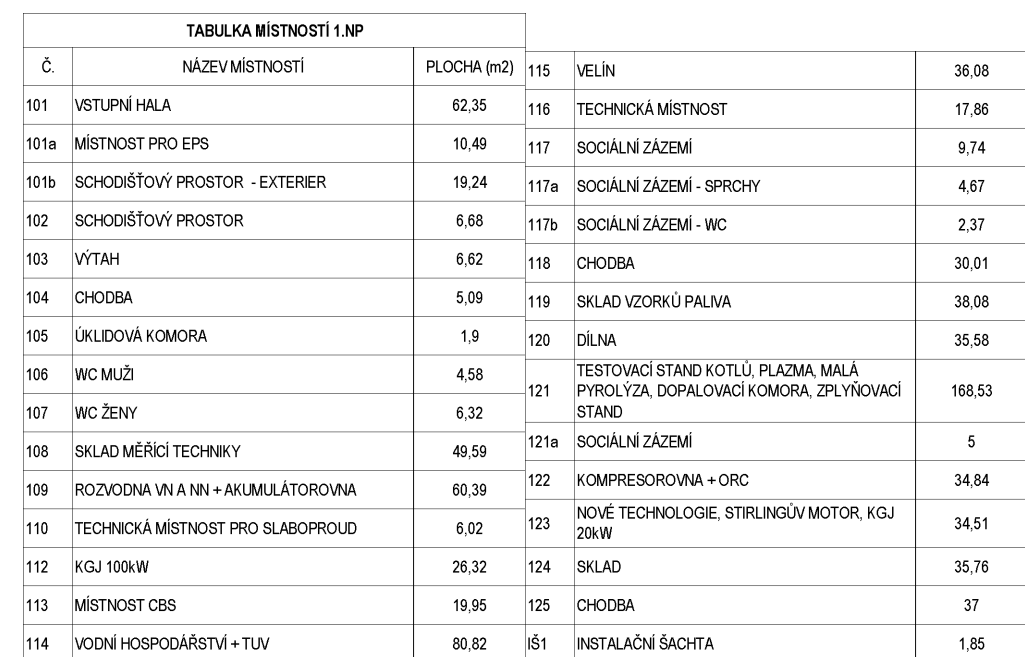 TABULKA MÍSTNOSTÍ 1.NP
Č. NÁZEV MÍSTNOSTÍ PLOCHA (m2)
101 VSTUPNÍ HALA 62,35
101a MÍSTNOST PRO EPS 10,49
101b SCHODIŠŤOVÝ PROSTOR - EXTERIER 19,24
102 SCHODIŠŤOVÝ PROSTOR 6,68
103 VÝTAH 6,62
104 CHODBA 5,09
105 ÚKLIDOVÁ KOMORA 1,9
106 WC MUŽI 4,58
107 WC ŽENY 6,32
108 SKLAD MĚŘÍCÍ TECHNIKY 49,59
109 ROZVODNA VN A NN + AKUMULÁTOROVNA 60,39
110 TECHNICKÁ MÍSTNOST PRO SLABOPROUD 6,02
112 KGJ 100kW 26,32
113 MÍSTNOST CBS 19,95
114 VODNÍ HOSPODÁŘSTVÍ + TUV 80,82
115 VELÍN 36,08
116 TECHNICKÁ MÍSTNOST 17,86
117 SOCIÁLNÍ ZÁZEMÍ 9,74
117a SOCIÁLNÍ ZÁZEMÍ - SPRCHY 4,67
117b SOCIÁLNÍ ZÁZEMÍ - WC 2,37
118 CHODBA 30,01
119 SKLAD VZORKŮ PALIVA 38,08
120 DÍLNA 35,58
TESTOVACÍ STAND KOTLŮ, PLAZMA, MALÁ
121 PYROLÝZA, DOPALOVACÍ KOMORA, ZPLYŇOVACÍ 168,53
STAND
121a SOCIÁLNÍ ZÁZEMÍ 5
122 KOMPRESOROVNA + ORC 34,84
123 NOVÉ TECHNOLOGIE, STIRLINGŮV MOTOR, KGJ 34,51
20kW
124 SKLAD 35,76
125 CHODBA 37
IŠ1 INSTALAČNÍ ŠACHTA 1,85